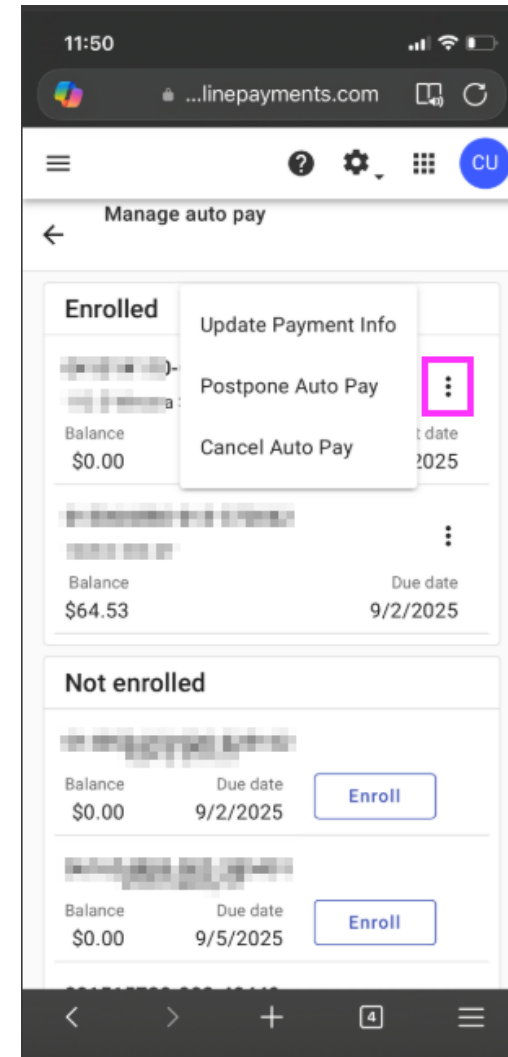 11:50
...linepayments.com
CU
Manage auto pay
Enrolled
Update Payment Info
Postpone Auto Pay
Cancel Auto Pay
Balance
date
$0.00
2025
Balance
Due date
$64.53
9/2/2025
Not enrolled
Balance
Due date
Enroll
$0.00
9/2/2025
Balance
Due date
Enroll
$0.00
9/5/2025
4